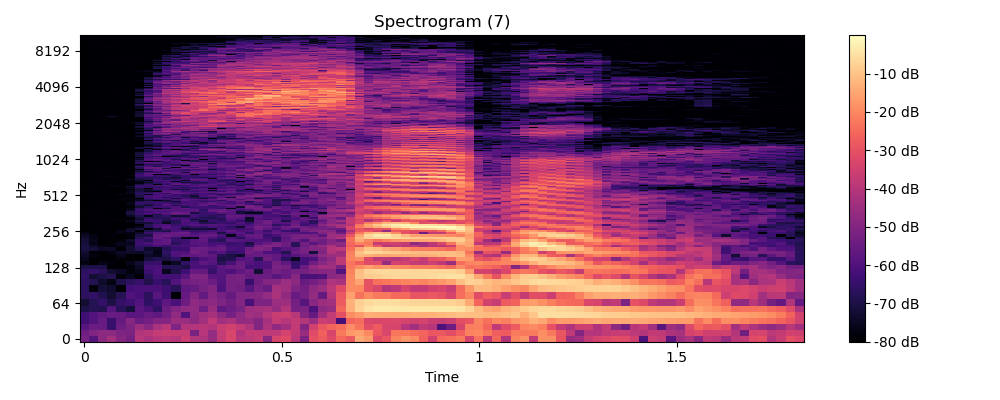 Spectrogram (7)
8192
4096
2048
1024
512
256
128
64
0
Hz
0
0.5
1
1.5
Time
-10 dB
-20 dB
-30 dB
-40 dB
-50 dB
-60 dB
-70 dB
-80 dB